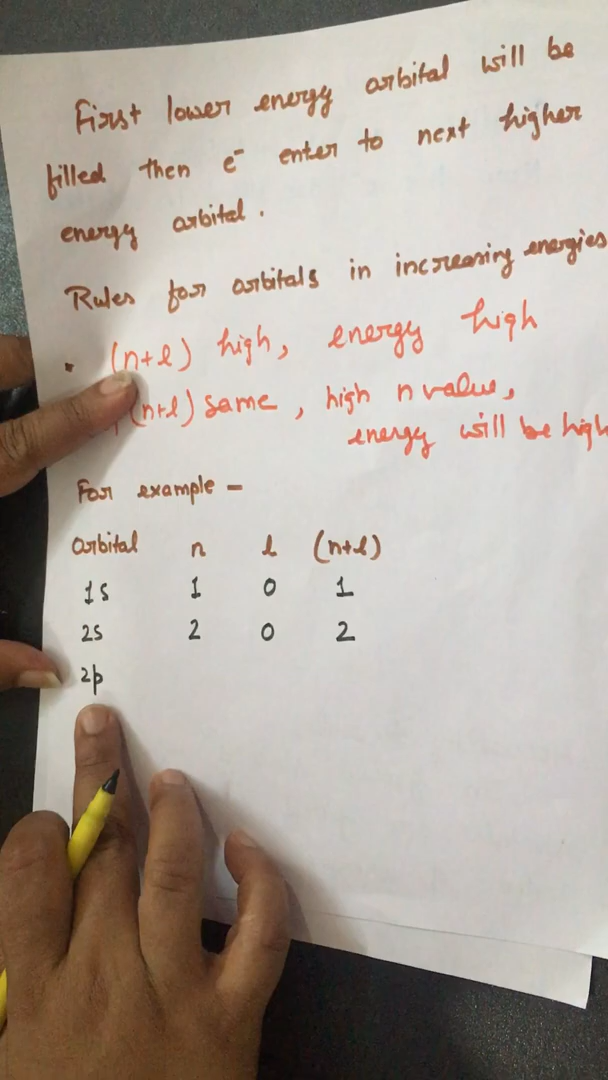 First lower energy orbital will be
filled then e⁻ enter to next higher
energy orbital.
Rules for orbitals in increasing energies
• (n+l) high, energy high
(n+l) same, high n value,
energy will be high
For example –
orbital n l (n+l)
1s 1 0 1
2s 2 0 2
2p